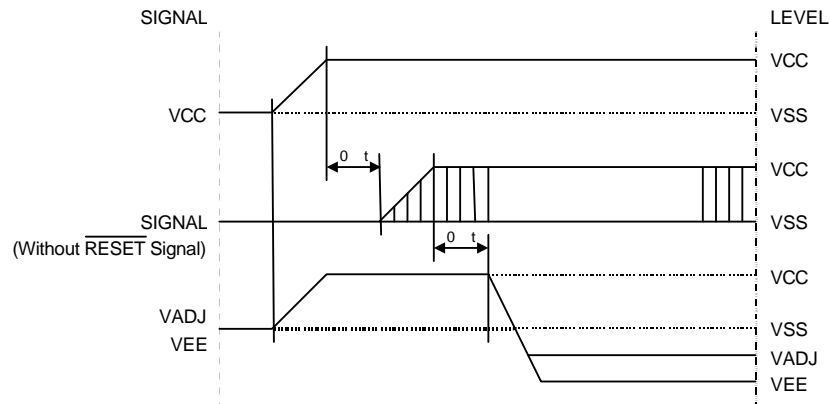 SIGNAL LEVEL
VCC
VCC VSS
0 t VCC
SIGNAL VSS
(Without RESET Signal)
0 t
VCC
VADJ VSS
VEE
VADJ
VEE